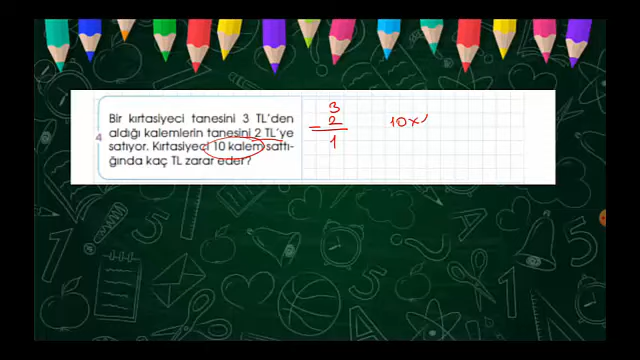 Bir kırtasiyeci tanesini 3 TL'den
4 aldığı kalemlerin tanesini 2 TL'ye
satıyor. Kırtasiyeci 10 kalem sattı-
ğında kaç TL zarar eder?
3
2
−
1
10x